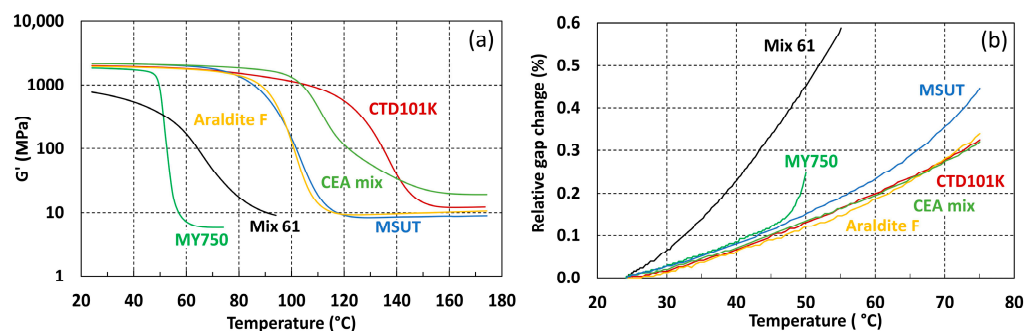 10,000
1000
100
10
1
G' (MPa)
(a)
CTD101K
Araldite F
CEA mix
Mix 61
MY750
MSUT
20 40 60 80 100 120 140 160 180
Temperature (°C)
0.6
0.5
0.4
0.3
0.2
0.1
0.0
Relative gap change (%)
(b)
Mix 61
MSUT
MY750
CTD101K
CEA mix
Araldite F
20 30 40 50 60 70 80
Temperature ( °C)